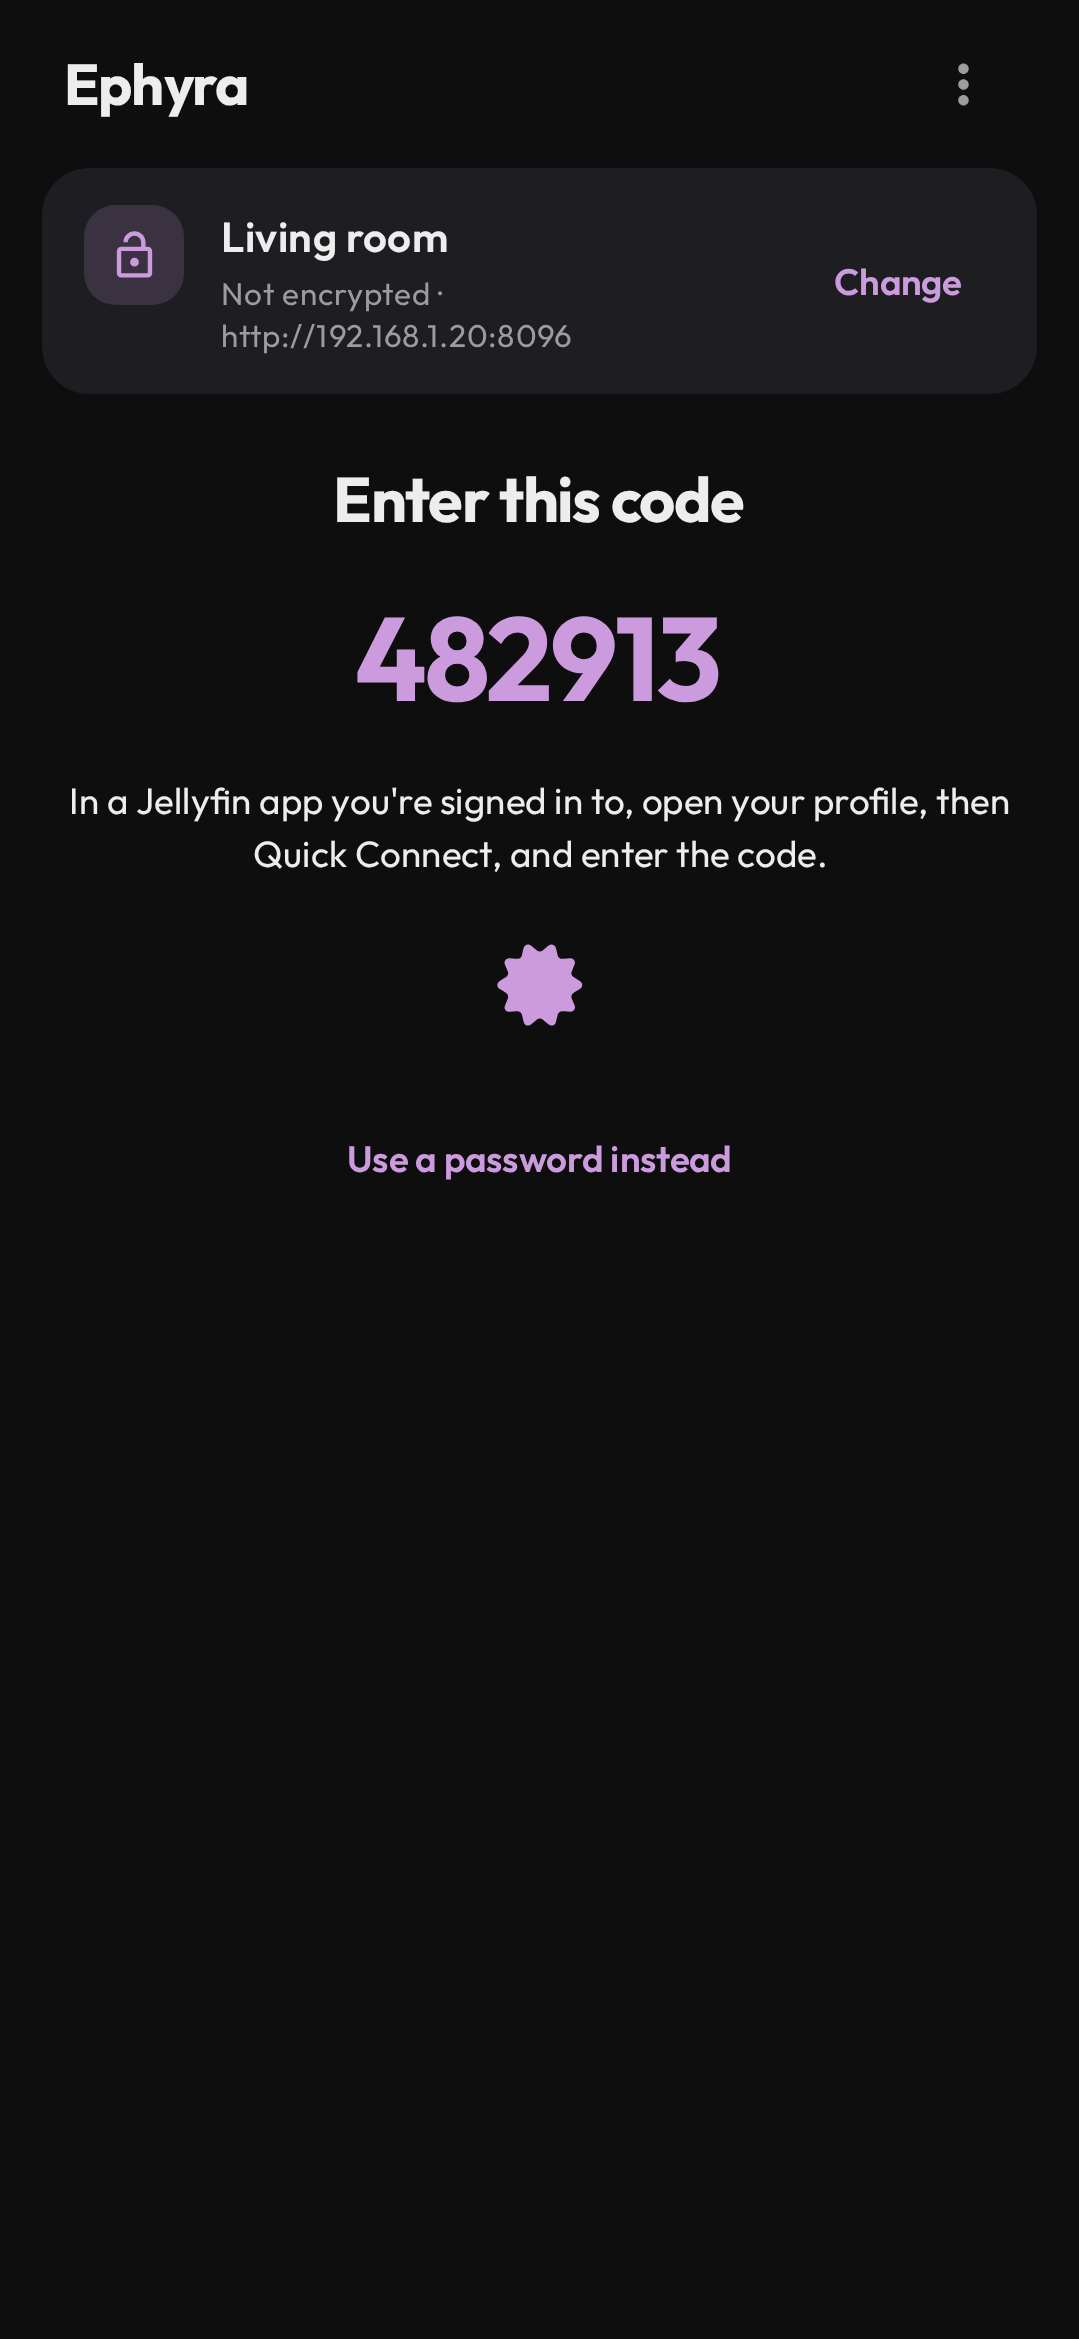 Ephyra
Living room
Not encrypted ·
http://192.168.1.20:8096
Change
Enter this code
482913
In a Jellyfin app you're signed in to, open your profile, then
Quick Connect, and enter the code.
Use a password instead